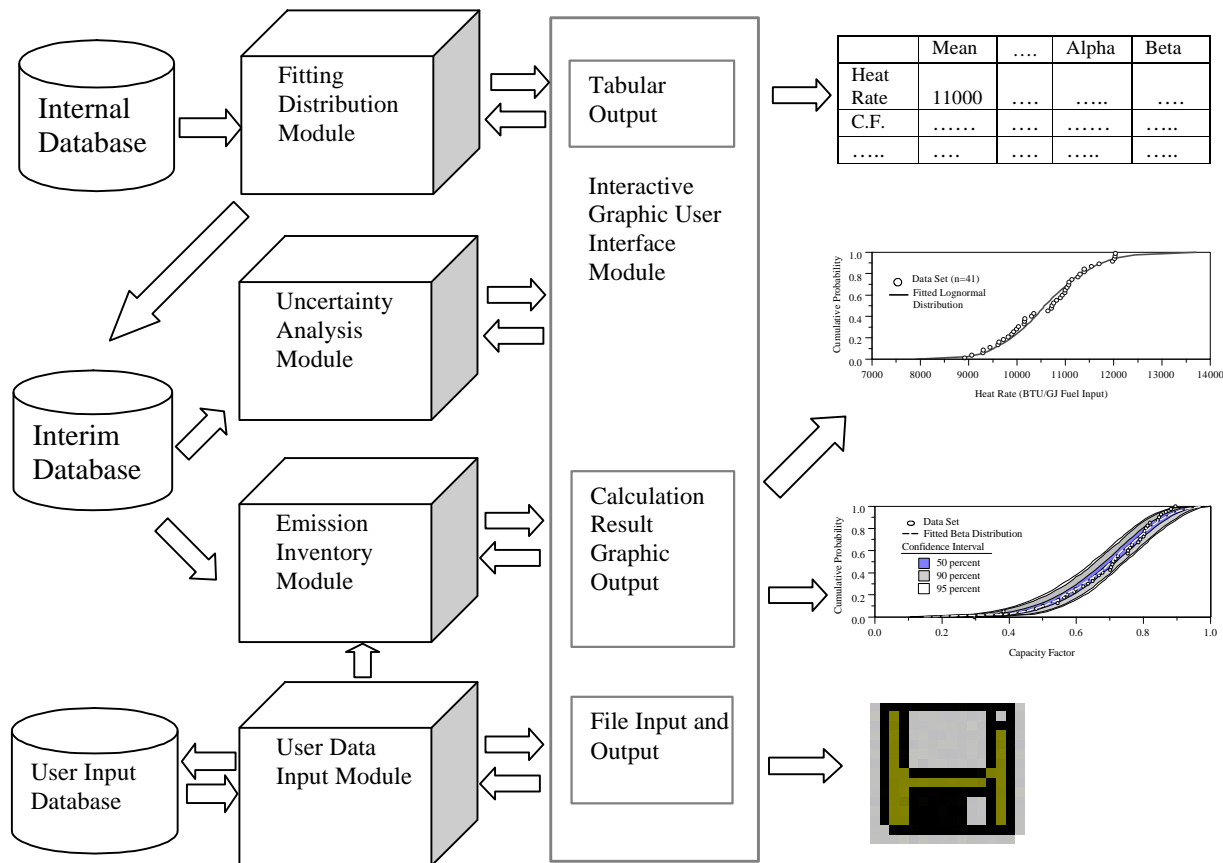 Internal
Database
Fitting
Distribution
Module
Tabular
Output
Mean …. Alpha Beta
Heat
Rate 11000 …. ….. ….
C.F. …… …. …… …..
….. …. …. ….. …..
Interactive
Graphic User
Interface
Module
Uncertainty
Analysis
Module
Cumulative Probability
1.0
0.8
0.6
0.4
0.2
0.0
Data Set (n=41)
Fitted Lognormal
Distribution
7000 8000 9000 10000 11000 12000 13000 14000
Heat Rate (BTU/GJ Fuel Input)
Interim
Database
Emission
Inventory
Module
Calculation
Result
Graphic
Output
Cumulative Probability
1.0
0.8
0.6
0.4
0.2
0.0
Data Set
Fitted Beta Distribution
Confidence Interval
50 percent
90 percent
95 percent
0.0 0.2 0.4 0.6 0.8 1.0
Capacity Factor
User Input
Database
User Data
Input Module
File Input and
Output